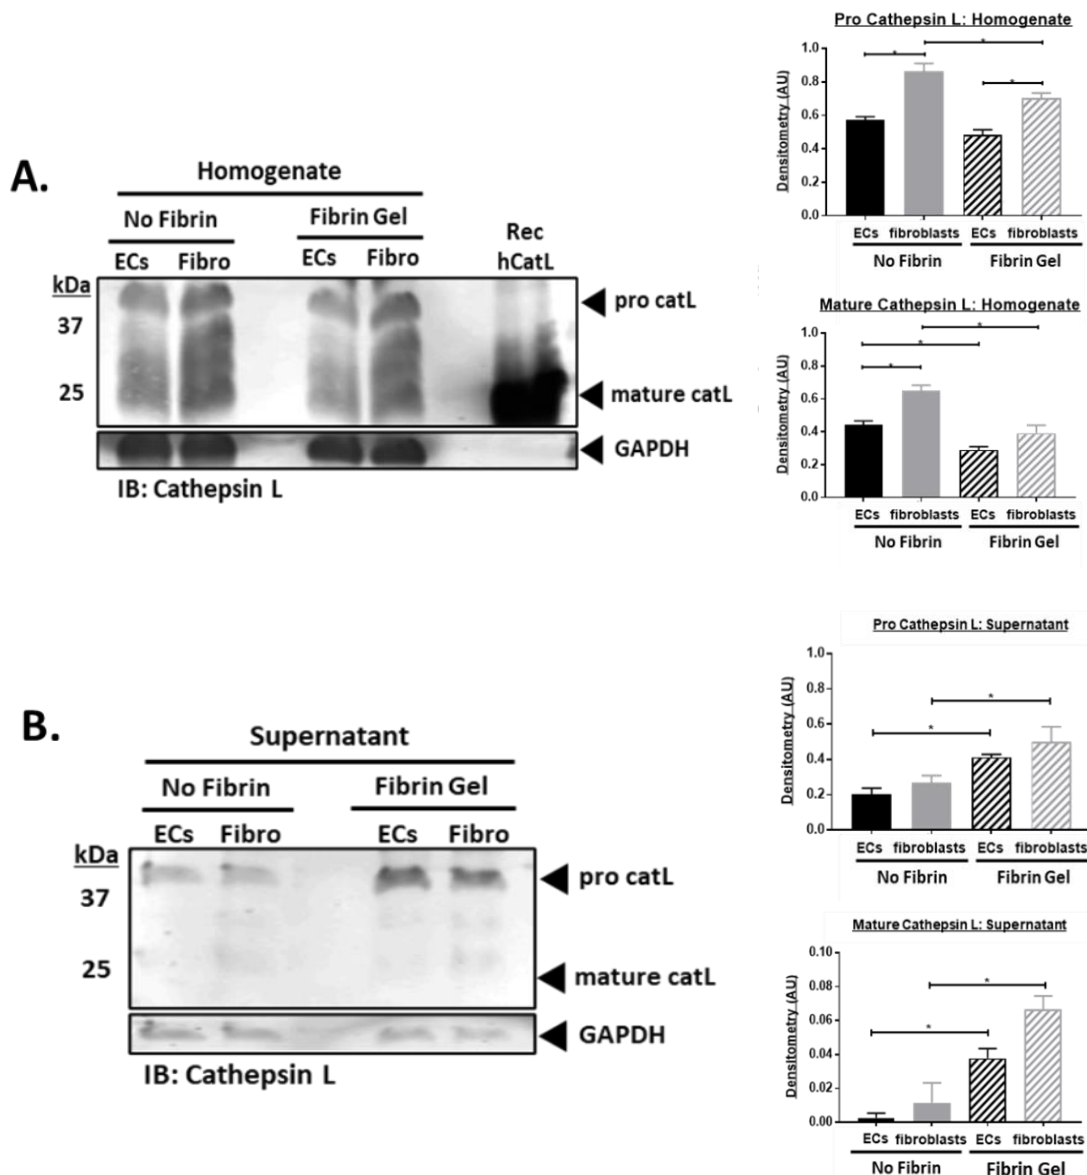 A.
Homogenate
No Fibrin Fibrin Gel
ECs Fibro ECs Fibro Rec hCatL
kDa
37
25
pro catL
mature catL
GAPDH
IB: Cathepsin L
Pro Cathepsin L: Homogenate
Densitometry (AU)
1.0
0.8
0.6
0.4
0.2
0.0
* * *
ECs fibroblasts ECs fibroblasts
No Fibrin Fibrin Gel
Mature Cathepsin L: Homogenate
Densitometry (AU)
1.0
0.8
0.6
0.4
0.2
0.0
* * *
ECs fibroblasts ECs fibroblasts
No Fibrin Fibrin Gel
B.
Supernatant
No Fibrin Fibrin Gel
ECs Fibro ECs Fibro
kDa
37
25
pro catL
mature catL
GAPDH
IB: Cathepsin L
Pro Cathepsin L: Supernatant
Densitometry (AU)
1.0
0.8
0.6
0.4
0.2
0.0
* *
ECs fibroblasts ECs fibroblasts
No Fibrin Fibrin Gel
Mature Cathepsin L: Supernatant
Densitometry (AU)
0.10
0.08
0.06
0.04
0.02
0.00
* *
ECs fibroblasts ECs fibroblasts
No Fibrin Fibrin Gel